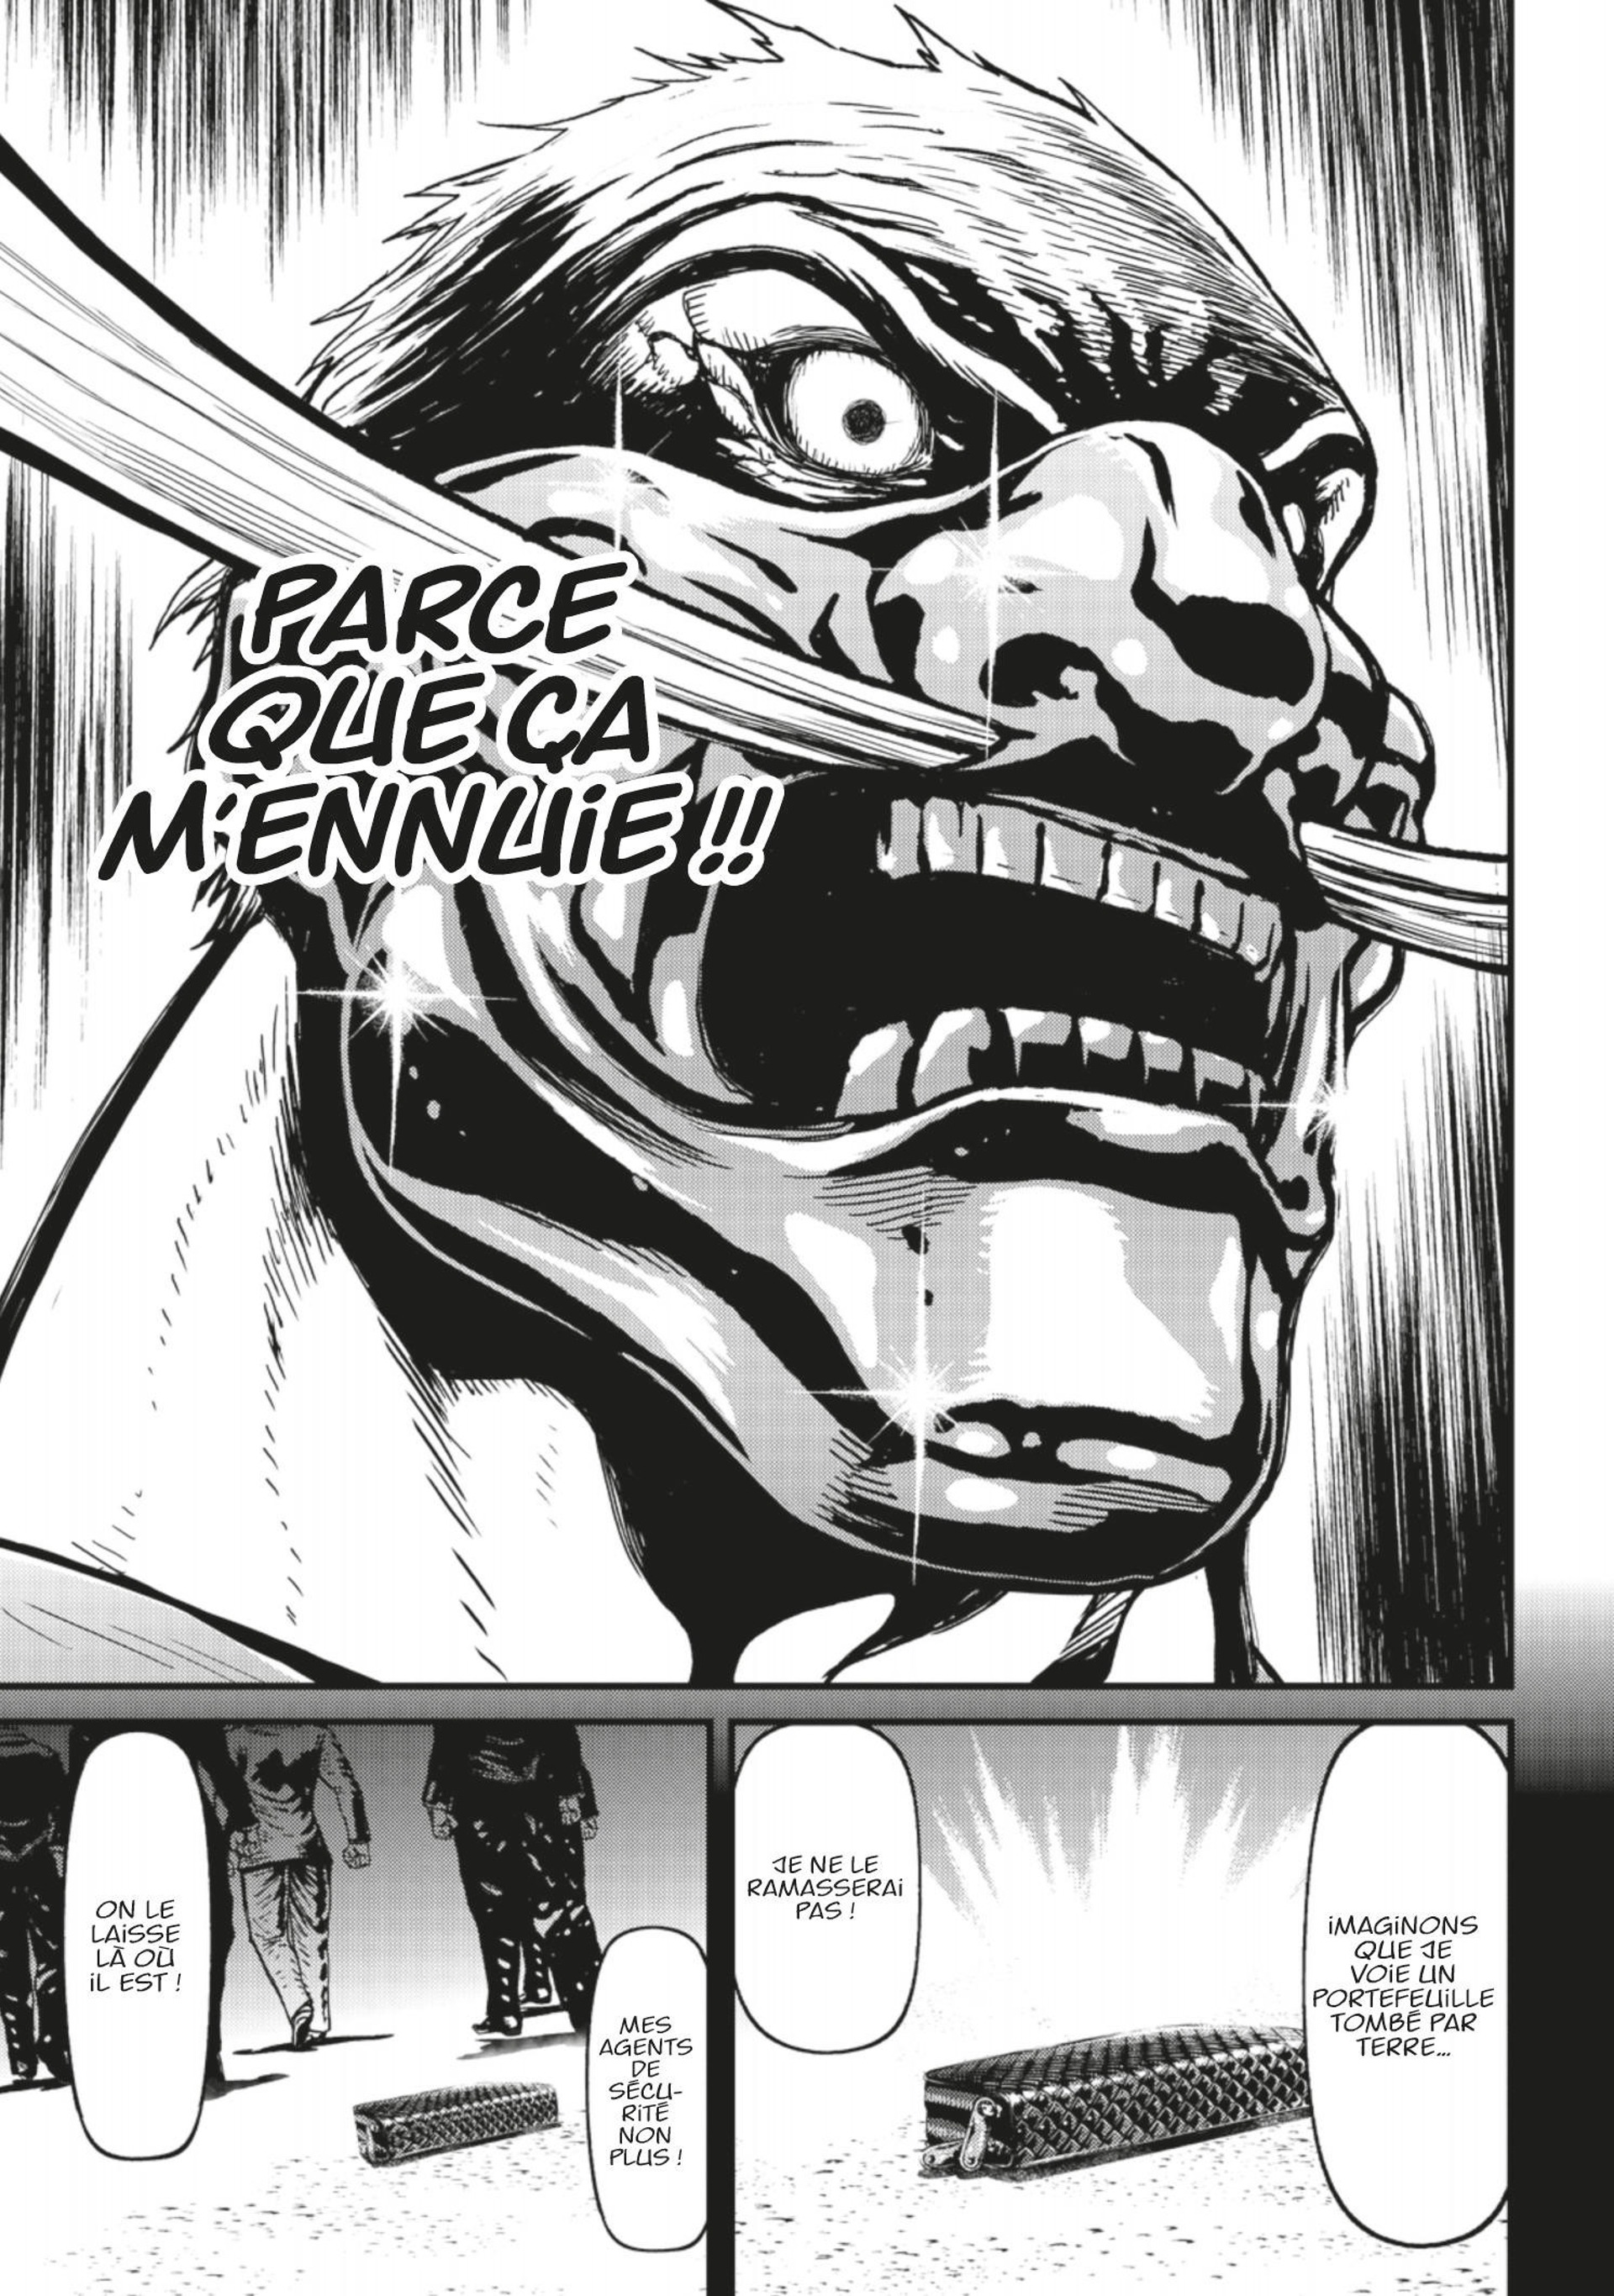 PARCE
QUE ÇA
M'ENNUiE !!
iMAGiNONS
QUE JE
VOiE UN
PORTEFEUiLLE
TOMBÉ PAR
TERRE...
JE NE LE
RAMASSERAi
PAS !
MES
AGENTS
DE
SÉCU-
RiTÉ
NON
PLUS !
ON LE
LAiSSE
LÀ OÙ
iL EST !